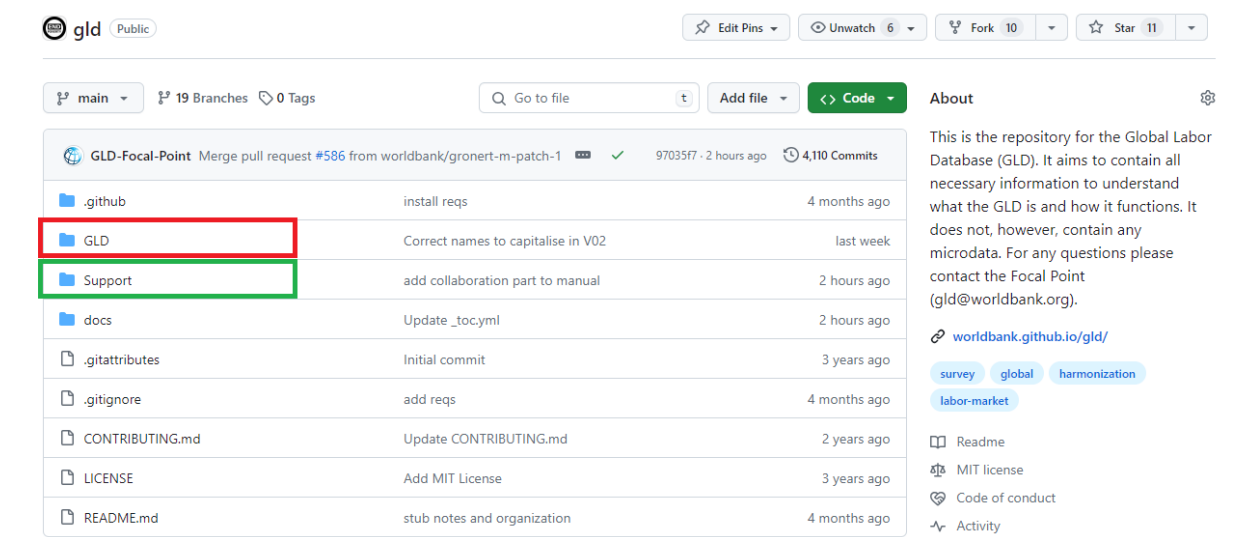 gld Public
Edit Pins
Unwatch 6
Fork 10
Star 11
main
19 Branches
0 Tags
Go to file
t
Add file
<> Code
GLD-Focal-Point Merge pull request #586 from worldbank/gronert-m-patch-1
97035f7 · 2 hours ago
4,110 Commits
.github install reqs 4 months ago
GLD Correct names to capitalise in V02 last week
Support add collaboration part to manual 2 hours ago
docs Update _toc.yml 2 hours ago
.gitattributes Initial commit 3 years ago
.gitignore add reqs 4 months ago
CONTRIBUTING.md Update CONTRIBUTING.md 2 years ago
LICENSE Add MIT License 3 years ago
README.md stub notes and organization 4 months ago
About
This is the repository for the Global Labor
Database (GLD). It aims to contain all
necessary information to understand
what the GLD is and how it functions. It
does not, however, contain any
microdata. For any questions please
contact the Focal Point
(gld@worldbank.org).
worldbank.github.io/gld/
survey global harmonization
labor-market
Readme
MIT license
Code of conduct
Activity